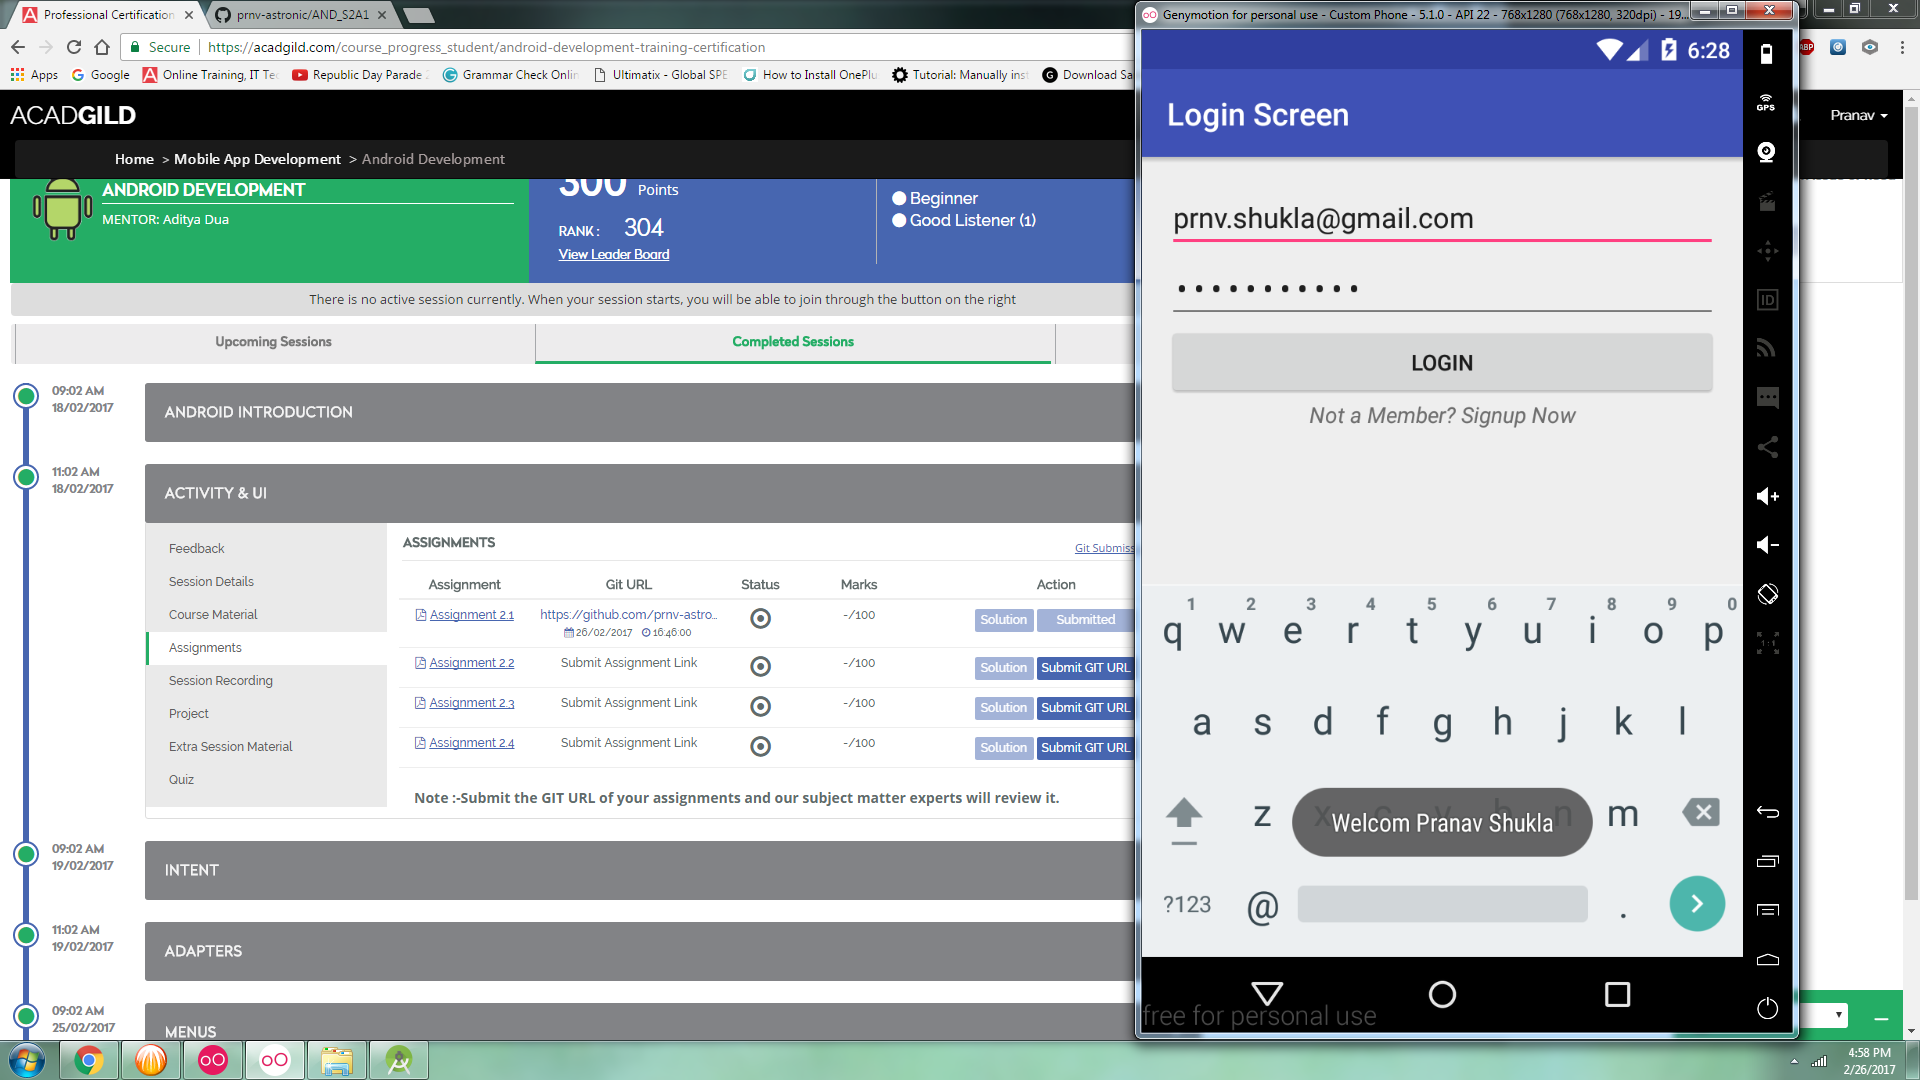 Professional Certification
prnv-astronic/AND_S2A1
Secure
https://acadgild.com/course_progress_student/android-development-training-certification
Apps
Google
Online Training, IT Te
Republic Day Parade
Grammar Check Onlin
Ultimatix - Global SPE
How to Install OnePlu
Tutorial: Manually inst
Download Sa
ABP
ACADGILD
Pranav
Home > Mobile App Development > Android Development
ANDROID DEVELOPMENT
MENTOR: Aditya Dua
300 Points
RANK : 304
View Leader Board
Beginner
Good Listener (1)
There is no active session currently. When your session starts, you will be able to join through the button on the right
Upcoming Sessions
Completed Sessions
09:02 AM
18/02/2017
ANDROID INTRODUCTION
11:02 AM
18/02/2017
ACTIVITY & UI
Feedback
Session Details
Course Material
Assignments
Session Recording
Project
Extra Session Material
Quiz
ASSIGNMENTS
Git Submiss
Assignment Git URL Status Marks Action
Assignment 2.1 https://github.com/prnv-astro... -/100 Solution Submitted
26/02/2017 16:46:00
Assignment 2.2 Submit Assignment Link -/100 Solution Submit GIT URL
Assignment 2.3 Submit Assignment Link -/100 Solution Submit GIT URL
Assignment 2.4 Submit Assignment Link -/100 Solution Submit GIT URL
Note :-Submit the GIT URL of your assignments and our subject matter experts will review it.
09:02 AM
19/02/2017
INTENT
11:02 AM
19/02/2017
ADAPTERS
09:02 AM
25/02/2017
MENUS
Genymotion for personal use - Custom Phone - 5.1.0 - API 22 - 768x1280 (768x1280, 320dpi) - 19...
6:28
Login Screen
prnv.shukla@gmail.com
LOGIN
Not a Member? Signup Now
1 2 3 4 5 6 7 8 9 0
q w e r t y u i o p
a s d f g h j k l
z x c v b n m
Welcom Pranav Shukla
?123 @ .
free for personal use
GPS
ID
1:1
4:58 PM
2/26/2017